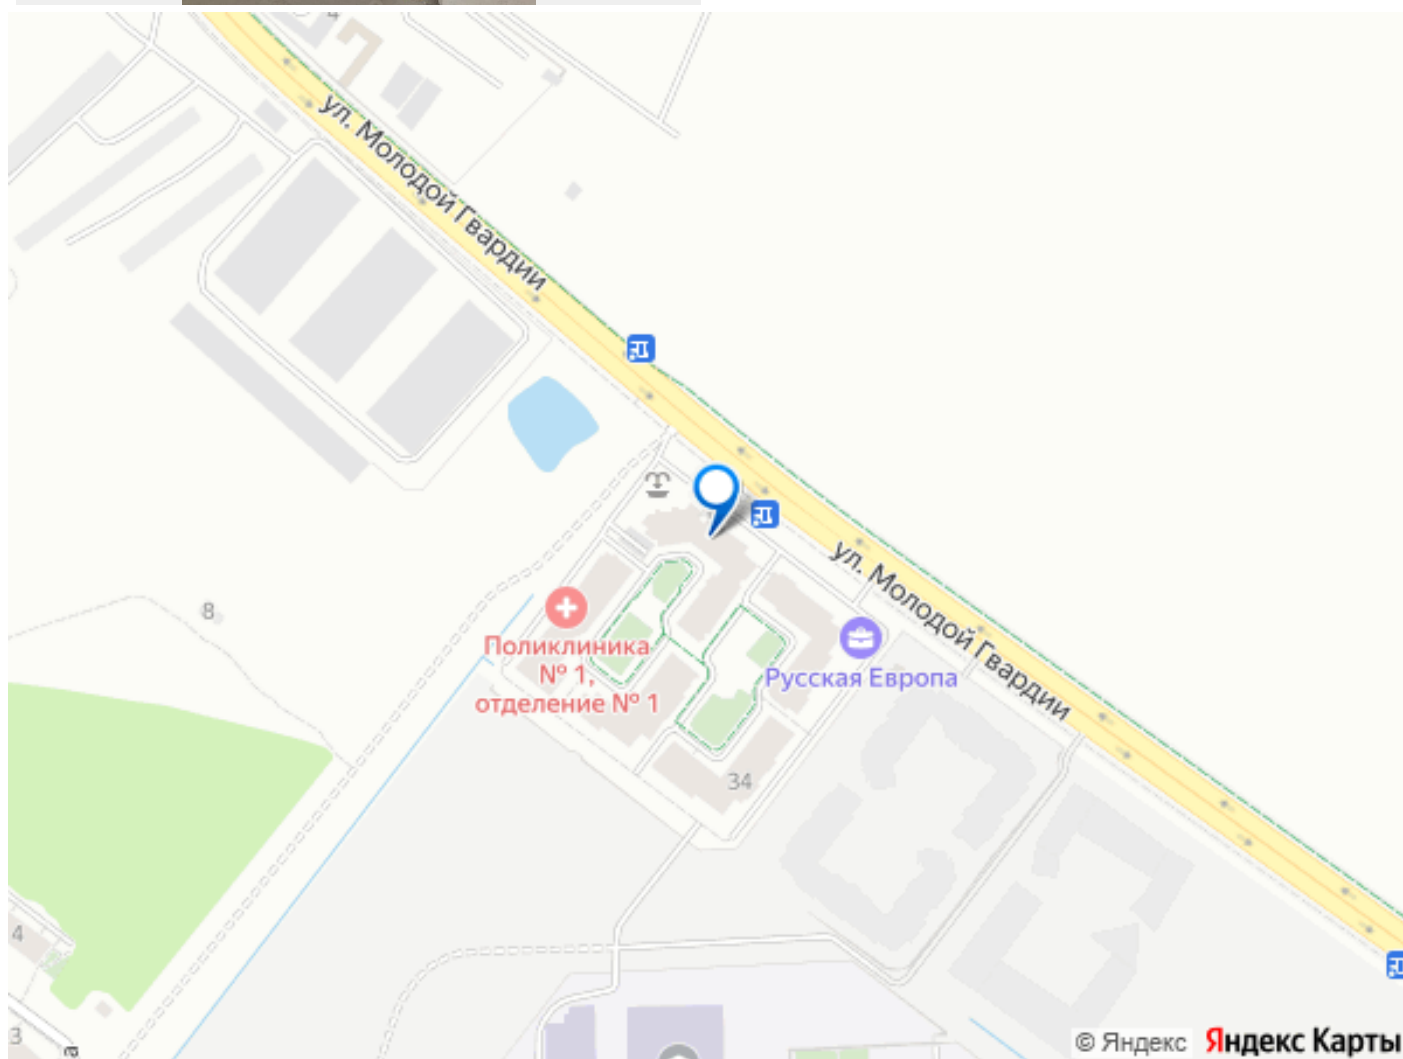 ул. Молодой Гвардии
ул. Молодой Гвардии
8
Поликлиника
№ 1,
отделение № 1
Русская Европа
34
4
3
а
© Яндекс Яндекс Карты